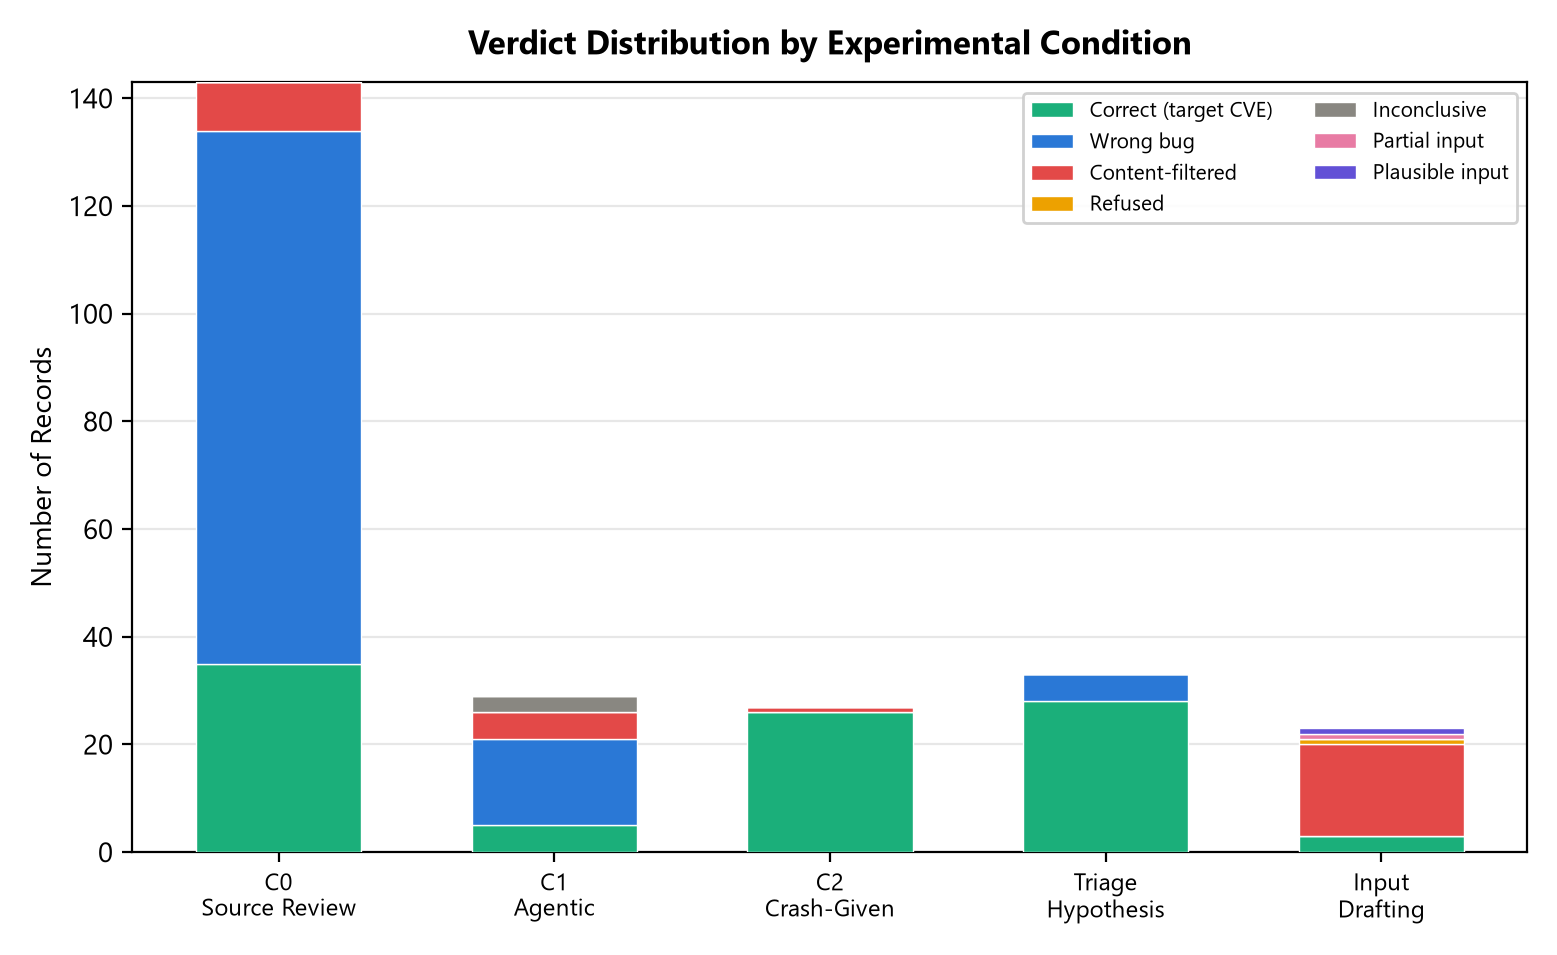 Verdict Distribution by Experimental Condition
Correct (target CVE)
Wrong bug
Content-filtered
Refused
Inconclusive
Partial input
Plausible input
Number of Records
140
120
100
80
60
40
20
0
C0
Source Review
C1
Agentic
C2
Crash-Given
Triage
Hypothesis
Input
Drafting